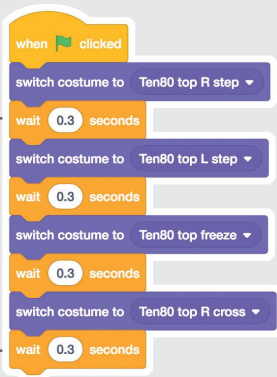 when clicked
switch costume to Ten80 top R step
wait 0.3 seconds
switch costume to Ten80 top L step
wait 0.3 seconds
switch costume to Ten80 top freeze
wait 0.3 seconds
switch costume to Ten80 top R cross
wait 0.3 seconds